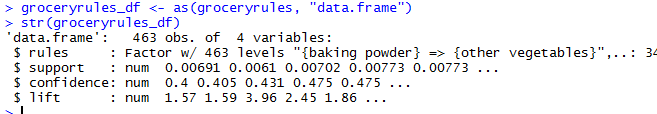 > groceryrules_df <- as(groceryrules, "data.frame")
> str(groceryrules_df)
'data.frame':   463 obs. of  4 variables:
 $ rules     : Factor w/ 463 levels "{baking powder} => {other vegetables}",..: 34
 $ support   : num  0.00691 0.0061 0.00702 0.00773 0.00773 ...
 $ confidence: num  0.4 0.405 0.431 0.475 0.475 ...
 $ lift      : num  1.57 1.59 3.96 2.45 1.86 ...
>